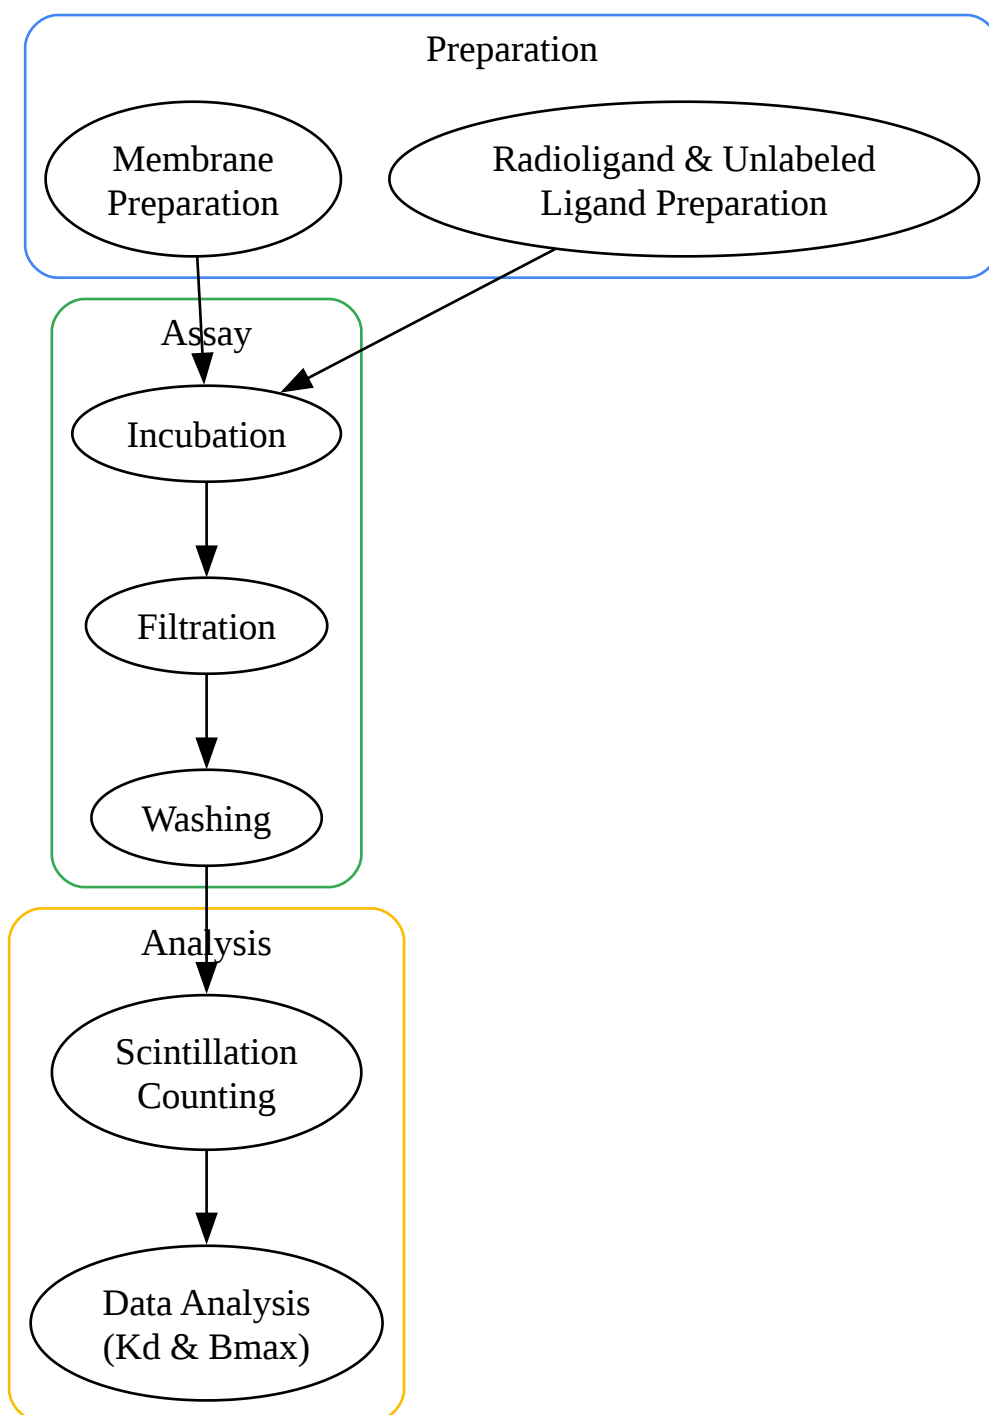 Preparation
Membrane
Preparation
Radioligand & Unlabeled
Ligand Preparation
Assay
Incubation
Filtration
Washing
Analysis
Scintillation
Counting
Data Analysis
(Kd & Bmax)